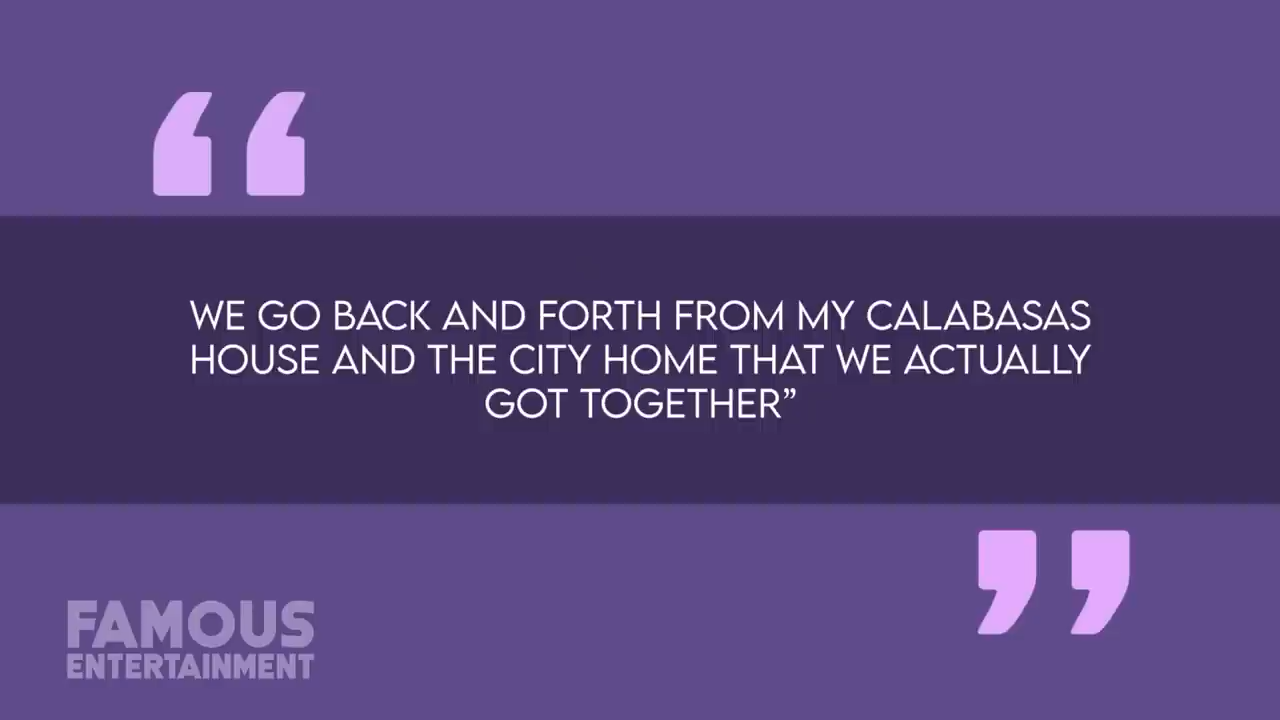 WE GO BACK AND FORTH FROM MY CALABASAS
HOUSE AND THE CITY HOME THAT WE ACTUALLY
GOT TOGETHER”
FAMOUS
ENTERTAINMENT